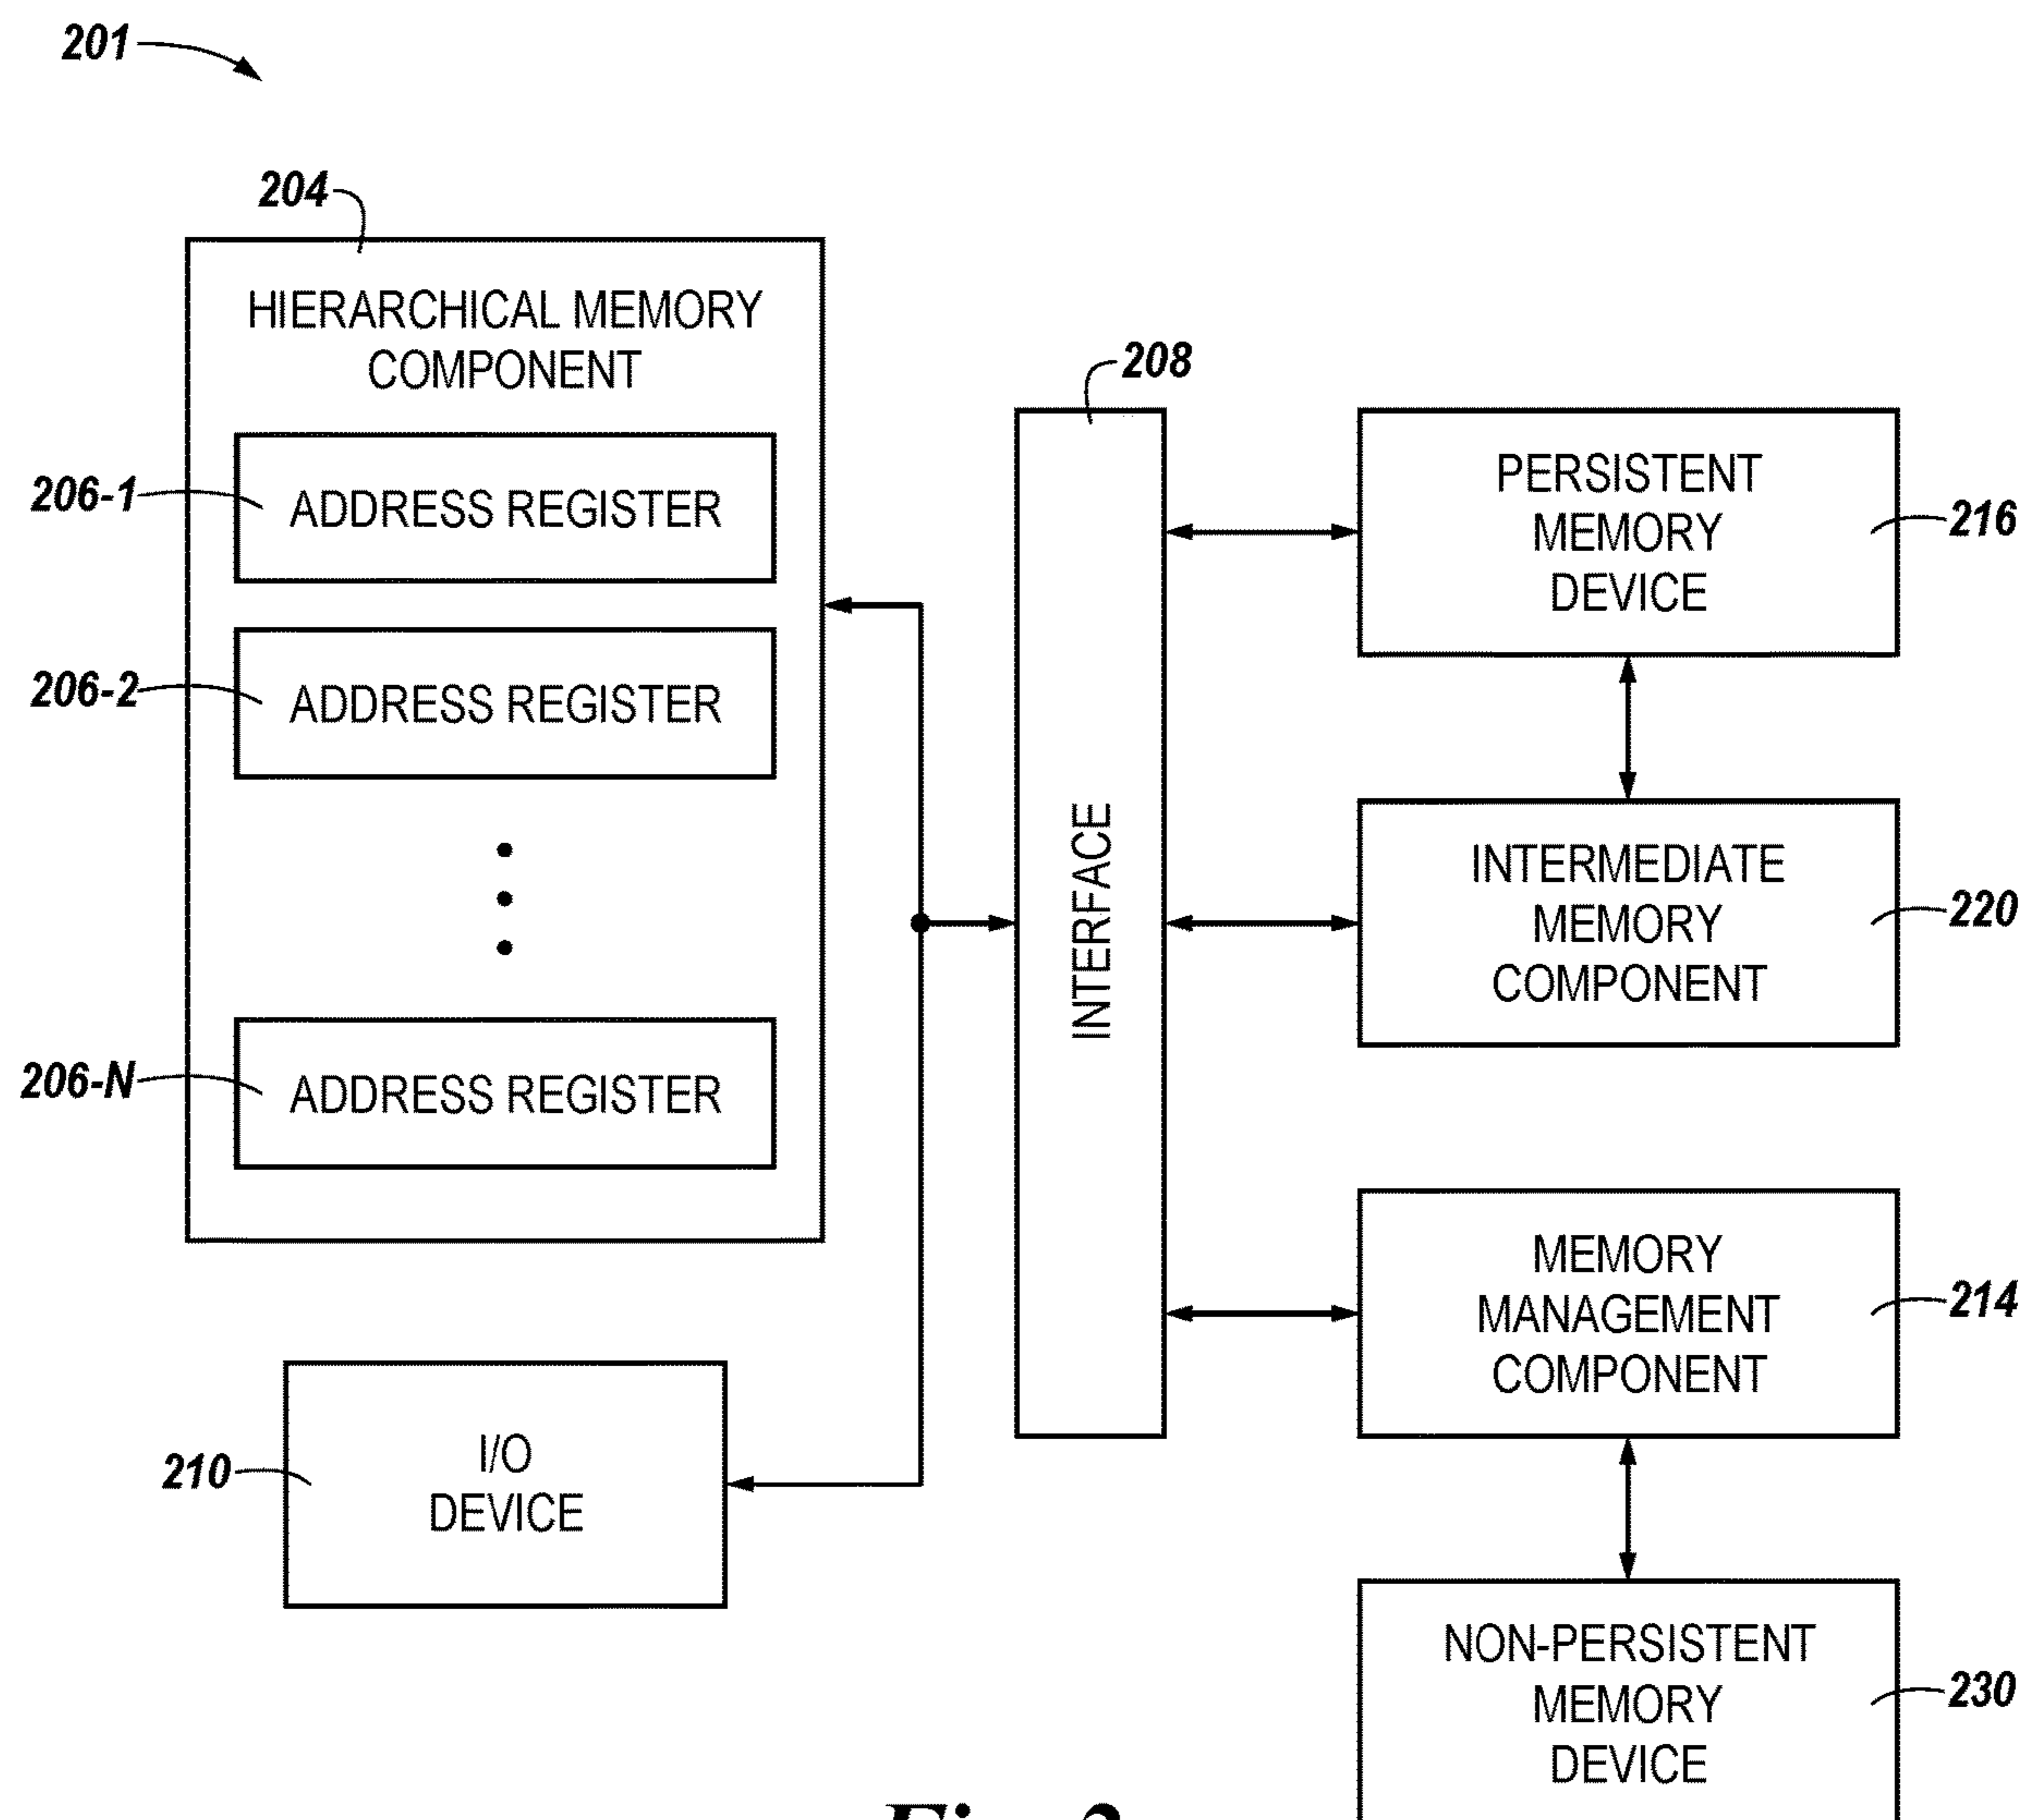 201
204
HIERARCHICAL MEMORY
COMPONENT
206-1
ADDRESS REGISTER
206-2
ADDRESS REGISTER
206-N
ADDRESS REGISTER
210
I/O
DEVICE
208
INTERFACE
PERSISTENT
MEMORY
DEVICE
216
INTERMEDIATE
MEMORY
COMPONENT
220
MEMORY
MANAGEMENT
COMPONENT
214
NON-PERSISTENT
MEMORY
DEVICE
230